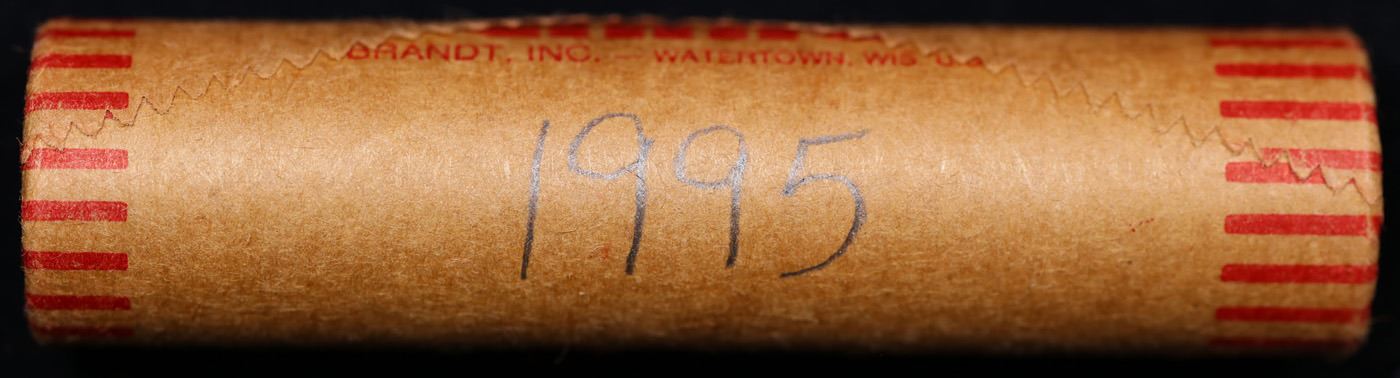 BRANDT, INC. — WATERTOWN, WIS. U.S.
1995